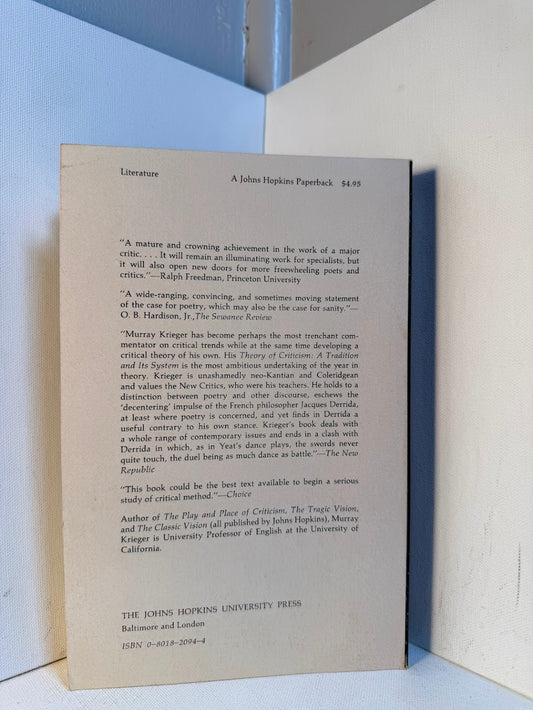 Literature
A Johns Hopkins Paperback $4.95
"A mature and crowning achievement in the work of a major
critic. . . . It will remain an illuminating work for specialists, but
it will also open new doors for more freewheeling poets and
critics."—Ralph Freedman, Princeton University
"A wide-ranging, convincing, and sometimes moving statement
of the case for poetry, which may also be the case for sanity."—
O. B. Hardison, Jr.,The Sewanee Review
"Murray Krieger has become perhaps the most trenchant com-
mentator on critical trends while at the same time developing a
critical theory of his own. His Theory of Criticism: A Tradition
and Its System is the most ambitious undertaking of the year in
theory. Krieger is unashamedly neo-Kantian and Coleridgean
and values the New Critics, who were his teachers. He holds to a
distinction between poetry and other discourse, eschews the
'decentering' impulse of the French philosopher Jacques Derrida,
at least where poetry is concerned, and yet finds in Derrida a
useful contrary to his own stance. Krieger's book deals with
a whole range of contemporary issues and ends in a clash with
Derrida in which, as in Yeat's dance plays, the swords never
quite touch, the duel being as much dance as battle."—The New
Republic
"This book could be the best text available to begin a serious
study of critical method."—Choice
Author of The Play and Place of Criticism, The Tragic Vision,
and The Classic Vision (all published by Johns Hopkins), Murray
Krieger is University Professor of English at the University of
California.
THE JOHNS HOPKINS UNIVERSITY PRESS
Baltimore and London
ISBN 0-8018-2094-4